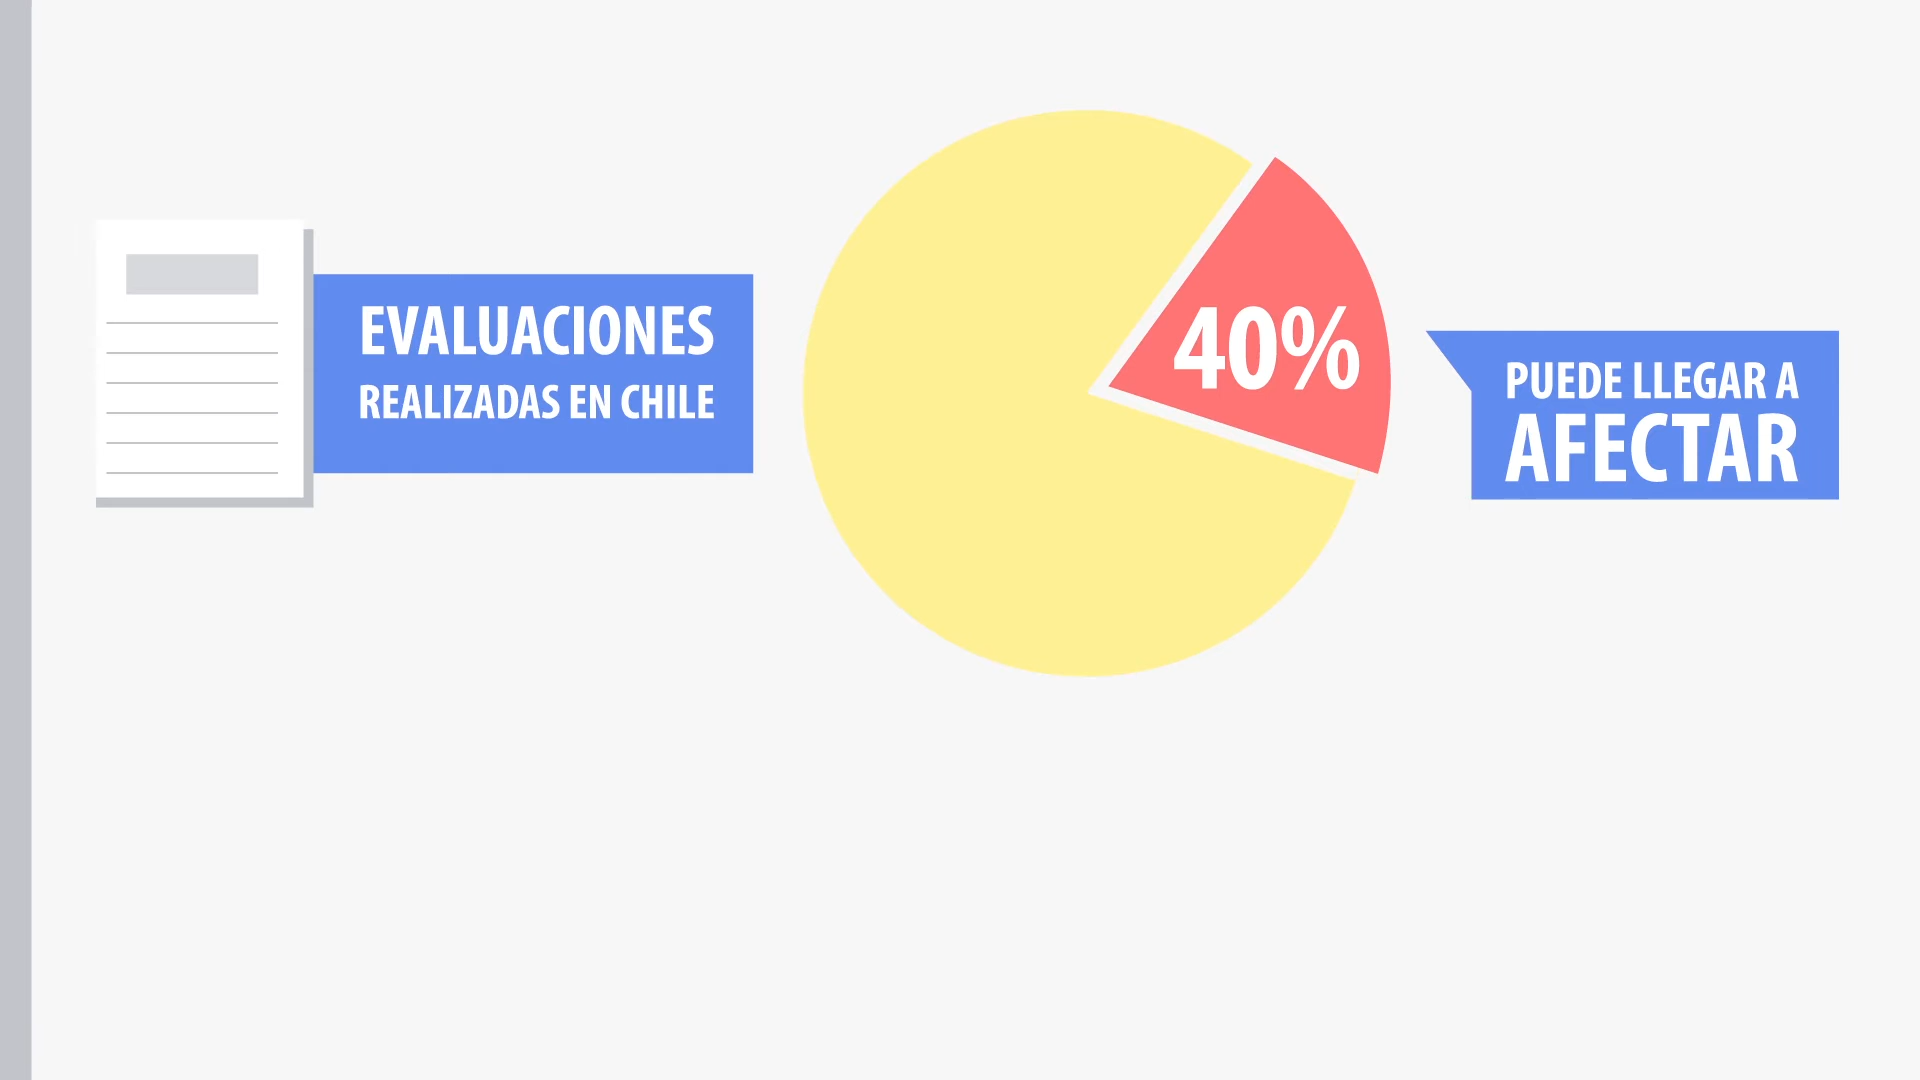 EVALUACIONES
REALIZADAS EN CHILE
40%
PUEDE LLEGAR A
AFECTAR